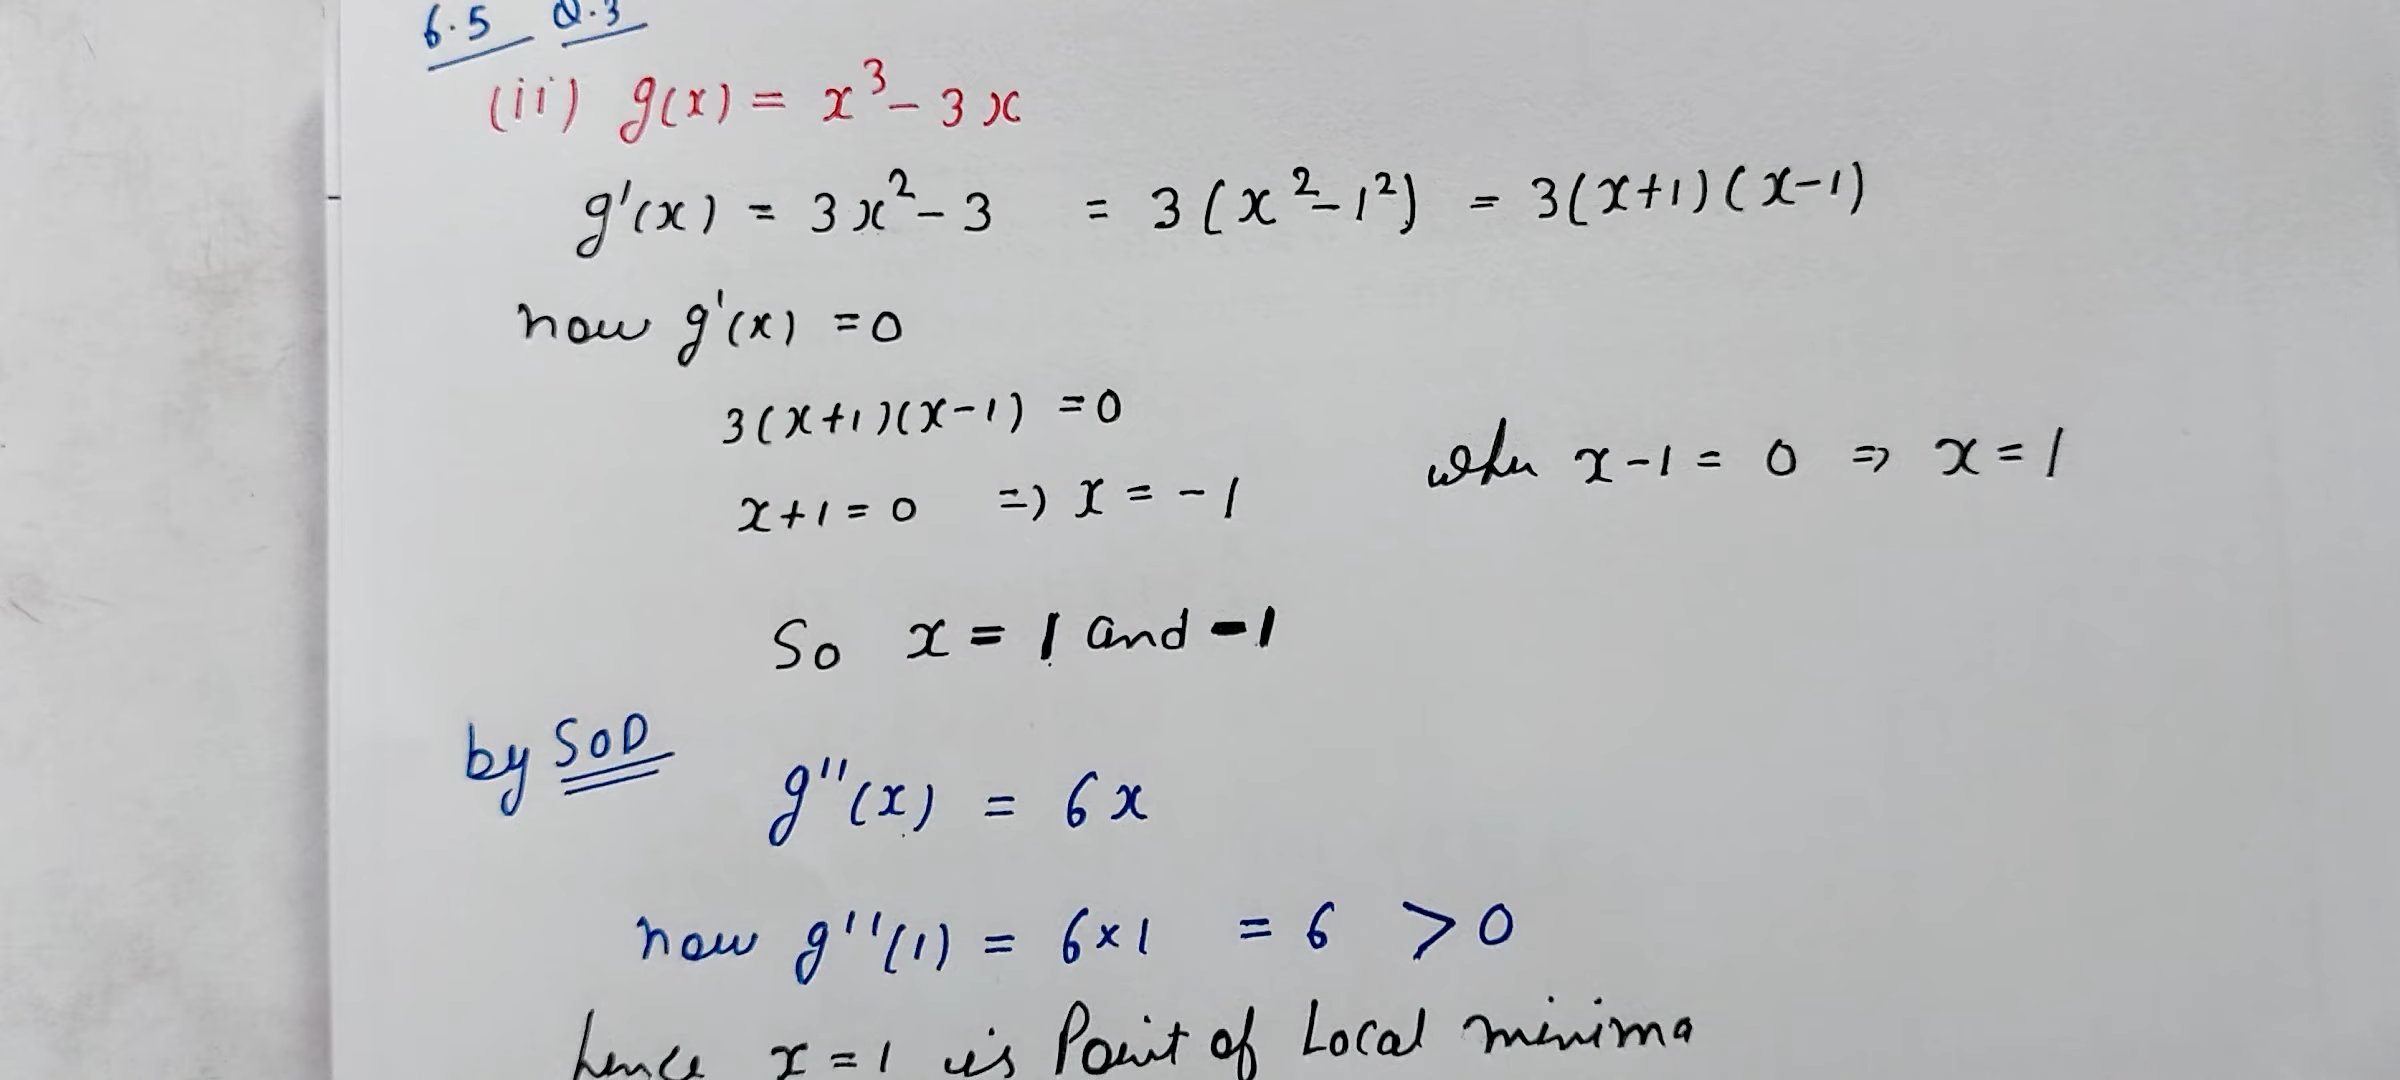 6.5 Q.3
(ii) g(x) = x³ - 3x
g'(x) = 3x² - 3 = 3(x² - 1²) = 3(x+1)(x-1)
now g'(x) = 0
3(x+1)(x-1) = 0
x+1 = 0 => x = -1 when x-1 = 0 => x = 1
So x = 1 and -1
by SOD
g"(x) = 6x
now g''(1) = 6×1 = 6 > 0
hence x = 1 is Point of Local minima